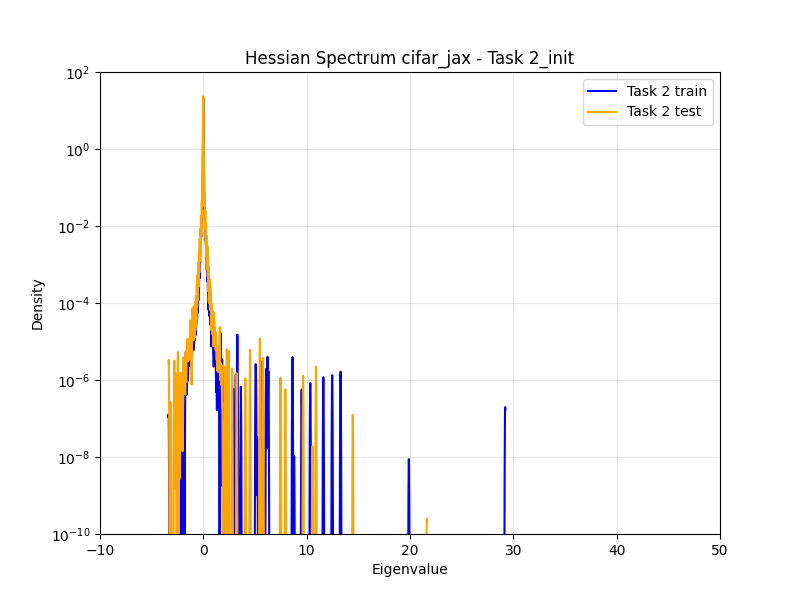 Hessian Spectrum cifar_jax - Task 2_init
Task 2 train
Task 2 test
Density
10^2
10^0
10^-2
10^-4
10^-6
10^-8
10^-10
-10
0
10
20
30
40
50
Eigenvalue